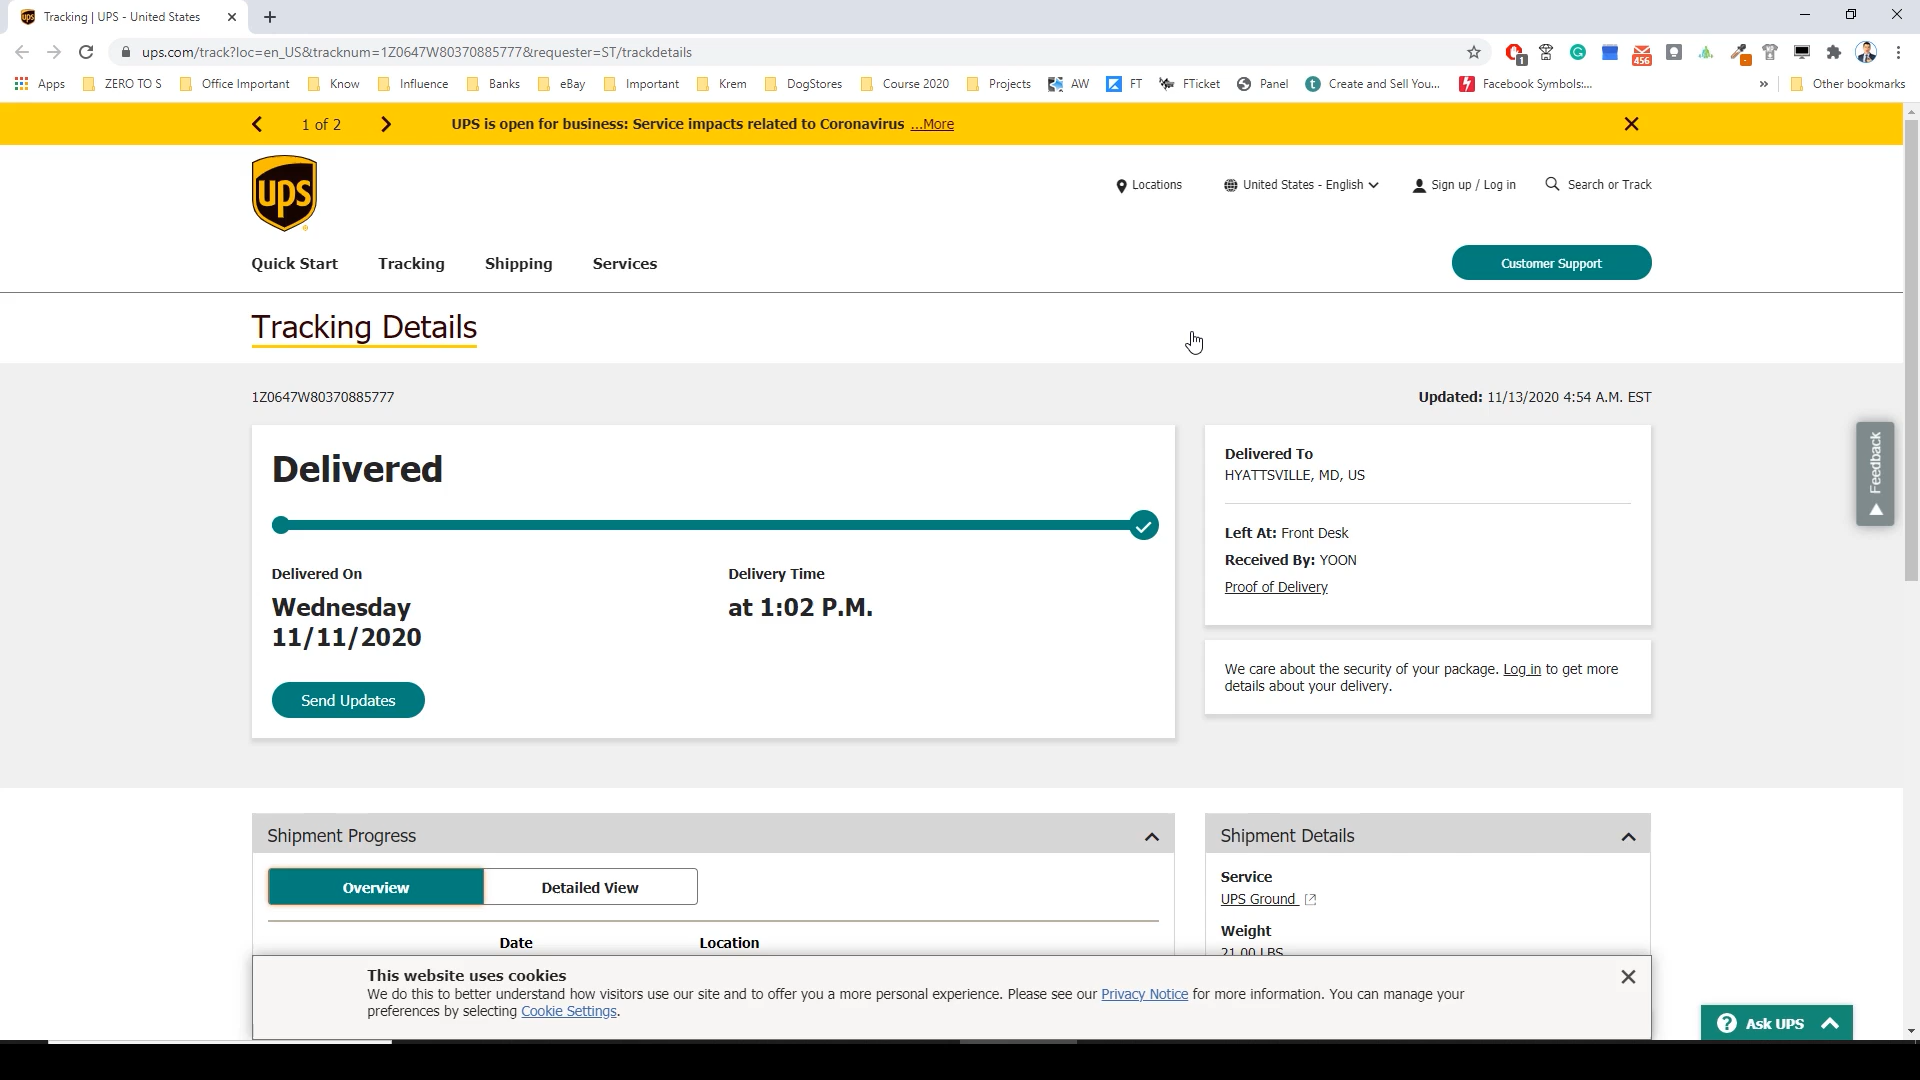 Tracking | UPS - United States
ups.com/track?loc=en_US&tracknum=1Z0647W80370885777&requester=ST/trackdetails
1
456
Apps
ZERO TO S
Office Important
Know
Influence
Banks
eBay
Important
Krem
DogStores
Course 2020
Projects
AW
FT
FTicket
Panel
Create and Sell You...
Facebook Symbols:...
»
Other bookmarks
1 of 2
UPS is open for business: Service impacts related to Coronavirus ...More
ups
Locations
United States - English
Sign up / Log in
Search or Track
Quick Start
Tracking
Shipping
Services
Customer Support
Tracking Details
1Z0647W80370885777
Updated: 11/13/2020 4:54 A.M. EST
Delivered
Delivered On
Wednesday
11/11/2020
Delivery Time
at 1:02 P.M.
Send Updates
Delivered To
HYATTSVILLE, MD, US
Left At: Front Desk
Received By: YOON
Proof of Delivery
We care about the security of your package. Log in to get more
details about your delivery.
Feedback
Shipment Progress
Overview
Detailed View
Date
Location
Shipment Details
Service
UPS Ground
Weight
21.00 LBS
This website uses cookies
We do this to better understand how visitors use our site and to offer you a more personal experience. Please see our Privacy Notice for more information. You can manage your
preferences by selecting Cookie Settings.
? Ask UPS